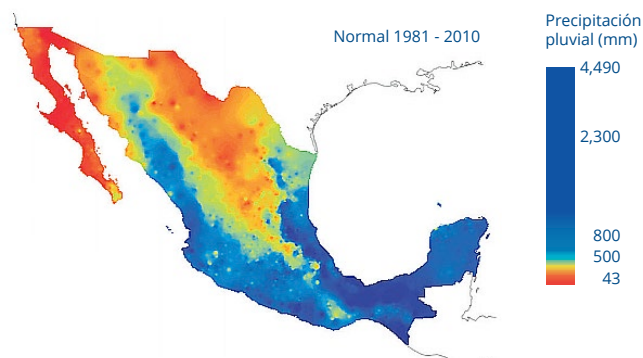 Normal 1981 - 2010
Precipitación
pluvial (mm)
4,490
2,300
800
500
43